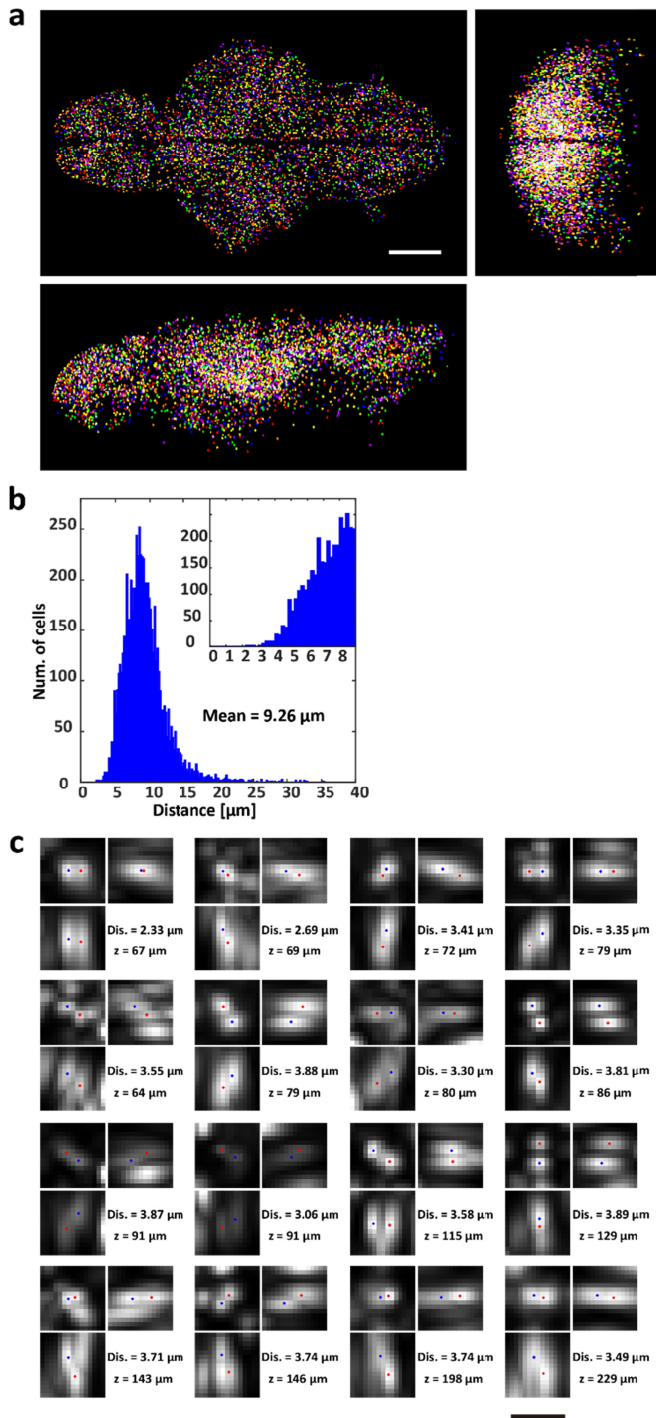 a
b
250
200
150
100
50
0
Num. of cells
200
150
100
50
0
0 1 2 3 4 5 6 7 8
Mean = 9.26 µm
0 5 10 15 20 25 30 35 40
Distance [µm]
c
Dis. = 2.33 µm
z = 67 µm
Dis. = 2.69 µm
z = 69 µm
Dis. = 3.41 µm
z = 72 µm
Dis. = 3.35 µm
z = 79 µm
Dis. = 3.55 µm
z = 64 µm
Dis. = 3.88 µm
z = 79 µm
Dis. = 3.30 µm
z = 80 µm
Dis. = 3.81 µm
z = 86 µm
Dis. = 3.87 µm
z = 91 µm
Dis. = 3.06 µm
z = 91 µm
Dis. = 3.58 µm
z = 115 µm
Dis. = 3.89 µm
z = 129 µm
Dis. = 3.71 µm
z = 143 µm
Dis. = 3.74 µm
z = 146 µm
Dis. = 3.74 µm
z = 198 µm
Dis. = 3.49 µm
z = 229 µm